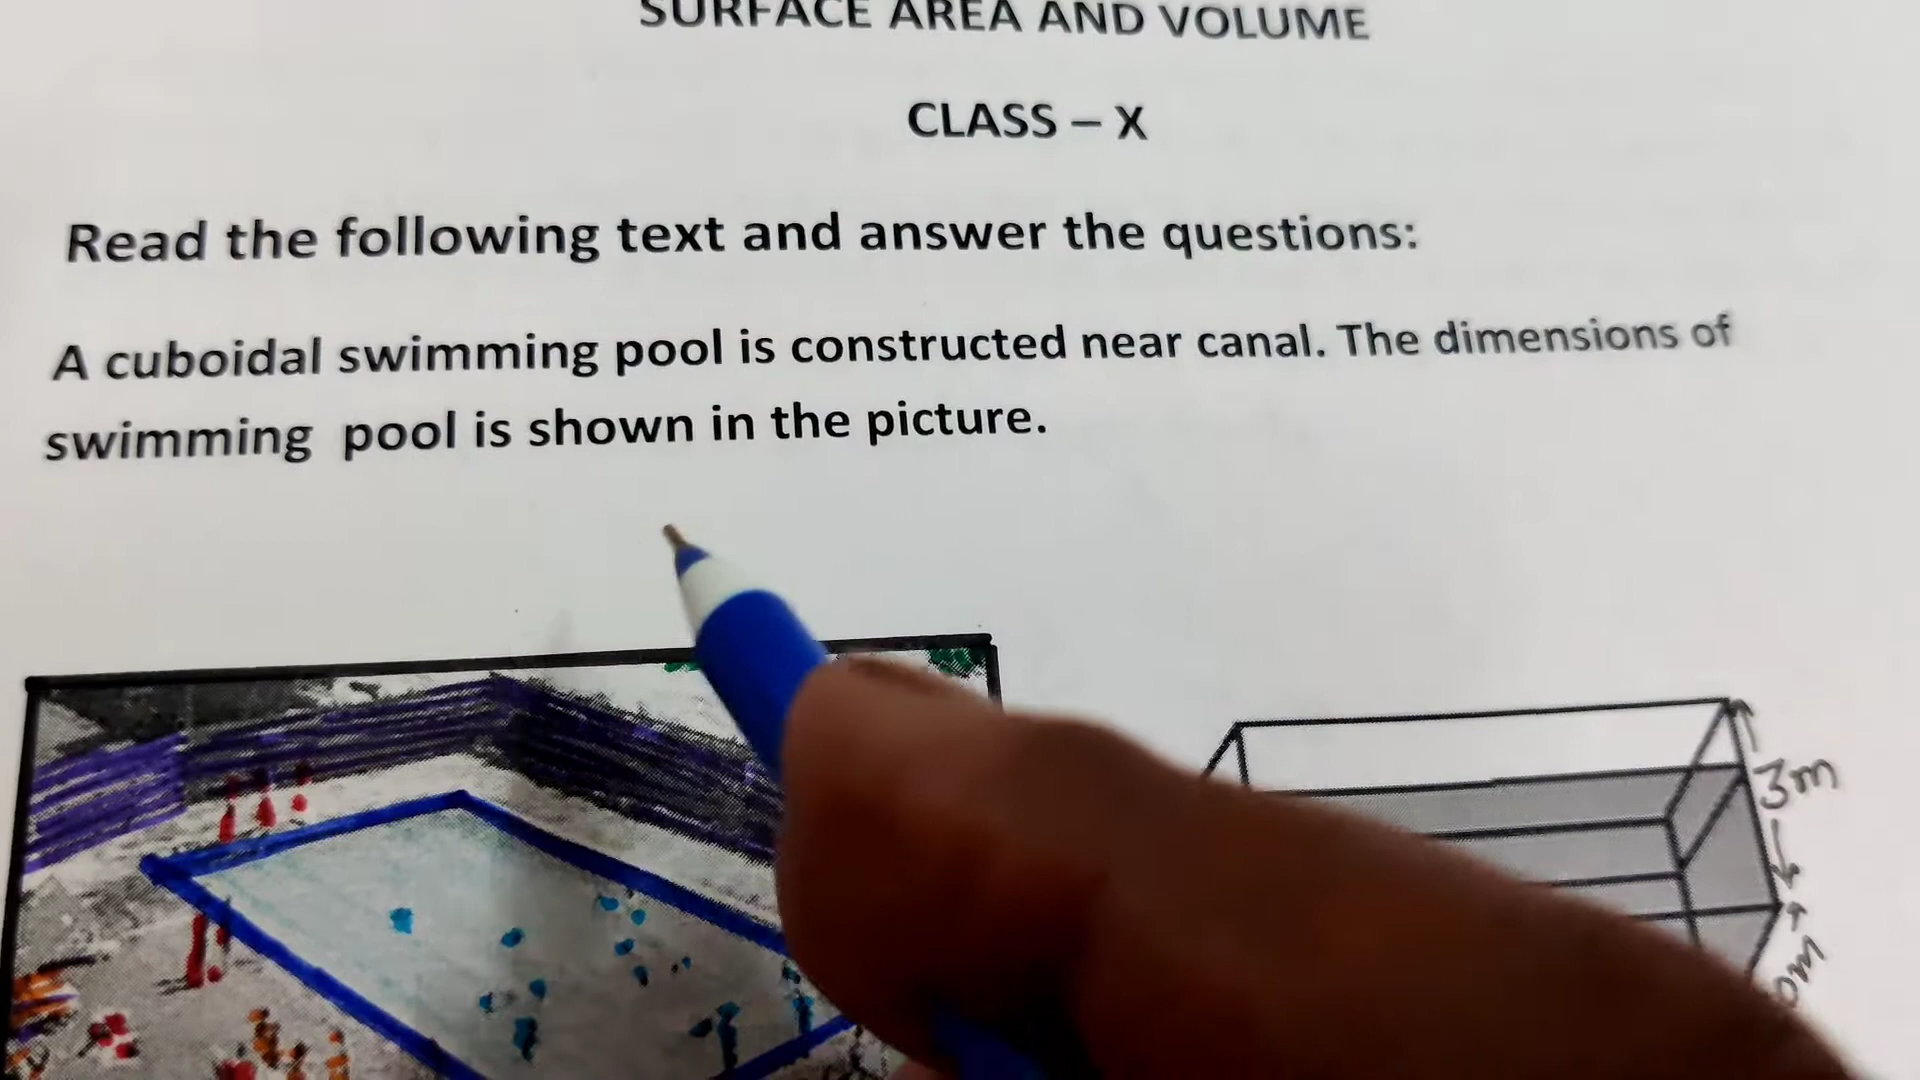 SURFACE AREA AND VOLUME
CLASS – X
Read the following text and answer the questions:
A cuboidal swimming pool is constructed near canal. The dimensions of
swimming pool is shown in the picture.
3m